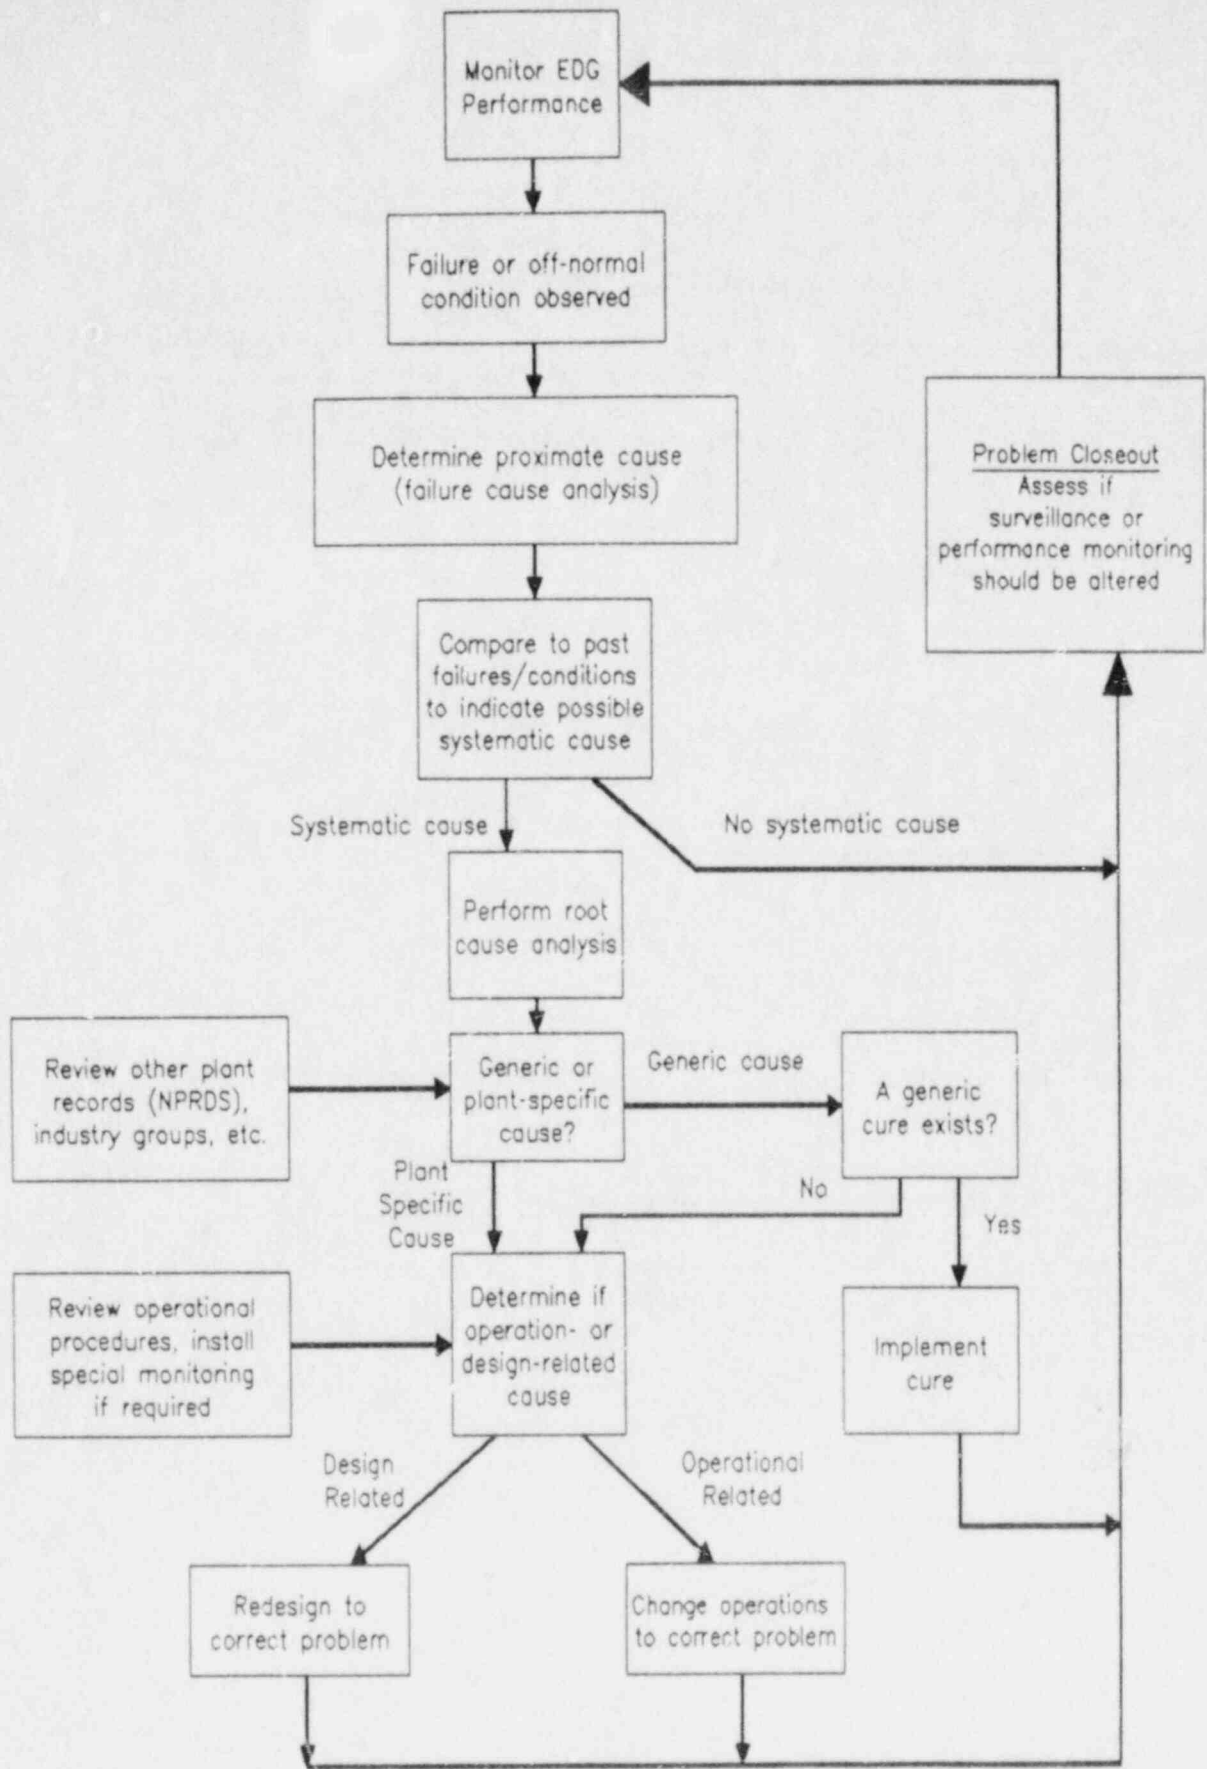 Monitor EDG
Performance
Failure or off-normal
condition observed
Determine proximate cause
(failure cause analysis)
Problem Closeout
Assess if
surveillance or
performance monitoring
should be altered
Compare to past
failures/conditions
to indicate possible
systematic cause
Systematic cause
No systematic cause
Perform root
cause analysis
Review other plant
records (NPRDS),
industry groups, etc.
Generic or
plant-specific
cause?
Generic cause
A generic
cure exists?
Plant
Specific
Cause
No
Yes
Review operational
procedures, install
special monitoring
if required
Determine if
operation- or
design-related
cause
Implement
cure
Design
Related
Operational
Related
Redesign to
correct problem
Change operations
to correct problem